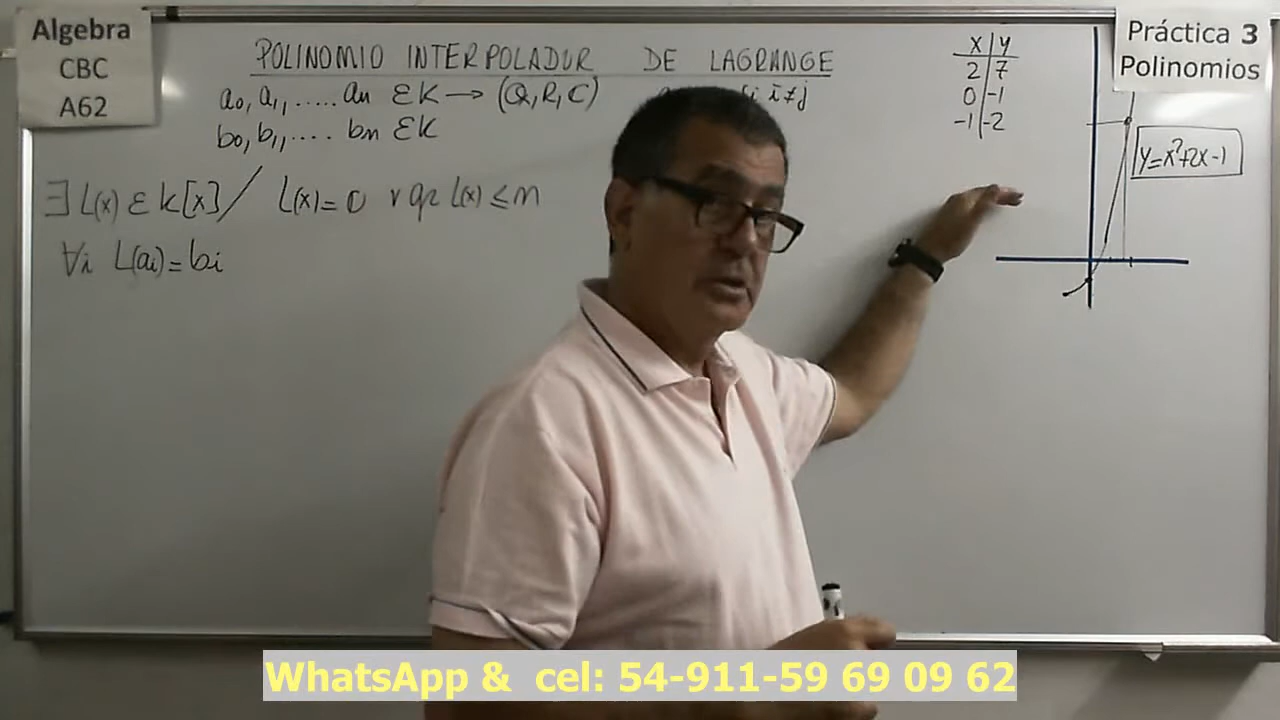 Algebra
CBC
A62
POLINOMIO INTERPOLADOR DE LAGRANGE
a0, a1, ..... an ∈ K → (Q, R, C) i ≠ j
b0, b1, .... bn ∈ K
∃ L(x) ∈ K[x] / L(x) = 0 v gr L(x) ≤ n
∀i L(ai) = bi
x | y
2 | 7
0 | -1
-1 | -2
Práctica 3
Polinomios
y = x²+2x-1
WhatsApp & cel: 54-911-59 69 09 62